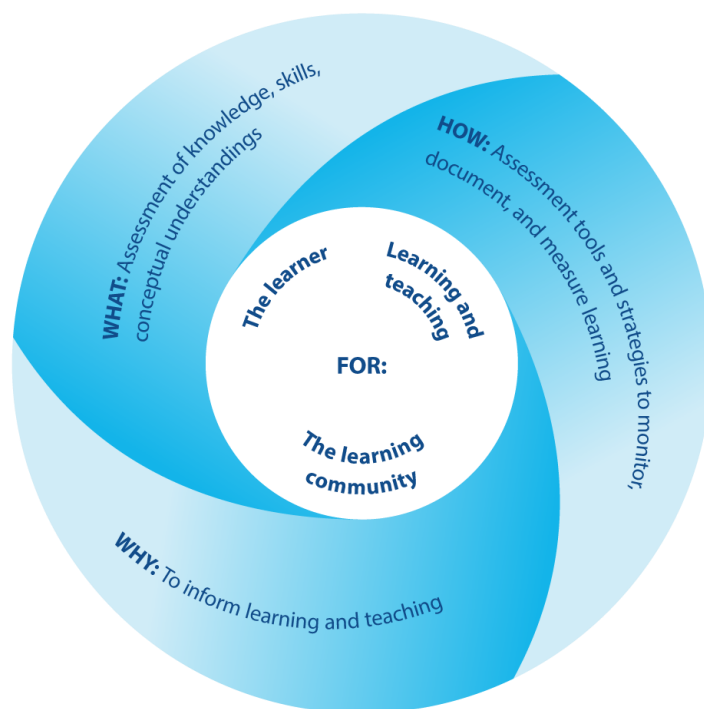 WHAT: Assessment of knowledge, skills,
conceptual understandings
HOW: Assessment tools and strategies to monitor,
document, and measure learning
The learner
Learning and
teaching
FOR:
The learning
community
WHY: To inform learning and teaching